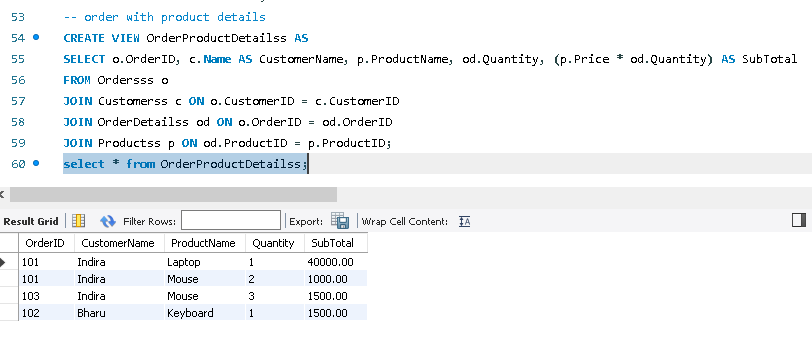 53 -- order with product details
54 CREATE VIEW OrderProductDetailss AS
55 SELECT o.OrderID, c.Name AS CustomerName, p.ProductName, od.Quantity, (p.Price * od.Quantity) AS SubTotal
56 FROM Ordersss o
57 JOIN Customerss c ON o.CustomerID = c.CustomerID
58 JOIN OrderDetailss od ON o.OrderID = od.OrderID
59 JOIN Productss p ON od.ProductID = p.ProductID;
60 select * from OrderProductDetailss;
Result Grid Filter Rows: Export: Wrap Cell Content: IA
OrderID CustomerName ProductName Quantity SubTotal
101 Indira Laptop 1 40000.00
101 Indira Mouse 2 1000.00
103 Indira Mouse 3 1500.00
102 Bharu Keyboard 1 1500.00